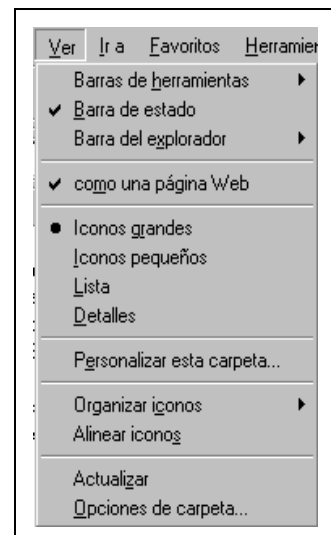 Ver Ir a Favoritos Herramier
Barras de herramientas
Barra de estado
Barra del explorador
como una página Web
Iconos grandes
Iconos pequeños
Lista
Detalles
Personalizar esta carpeta...
Organizar iconos
Alinear iconos
Actualizar
Opciones de carpeta...